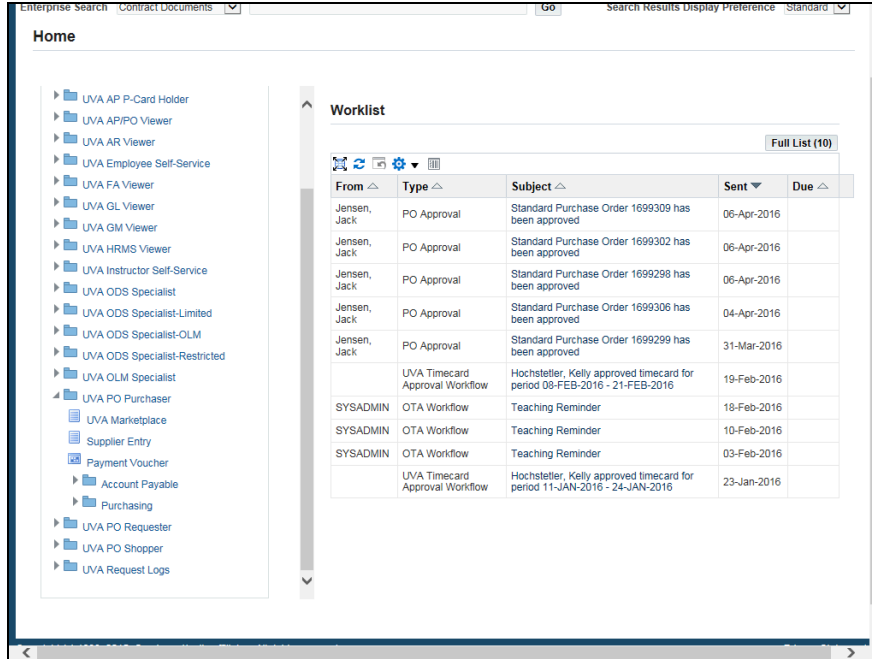 Enterprise Search Contract Documents Go Search Results Display Preference Standard
Home
UVA AP P-Card Holder
UVA AP/PO Viewer
UVA AR Viewer
UVA Employee Self-Service
UVA FA Viewer
UVA GL Viewer
UVA GM Viewer
UVA HRMS Viewer
UVA Instructor Self-Service
UVA ODS Specialist
UVA ODS Specialist-Limited
UVA ODS Specialist-OLM
UVA ODS Specialist-Restricted
UVA OLM Specialist
UVA PO Purchaser
UVA Marketplace
Supplier Entry
Payment Voucher
Account Payable
Purchasing
UVA PO Requester
UVA PO Shopper
UVA Request Logs
Worklist
Full List (10)
From Type Subject Sent Due
Jensen, Jack PO Approval Standard Purchase Order 1699309 has been approved 06-Apr-2016
Jensen, Jack PO Approval Standard Purchase Order 1699302 has been approved 06-Apr-2016
Jensen, Jack PO Approval Standard Purchase Order 1699298 has been approved 06-Apr-2016
Jensen, Jack PO Approval Standard Purchase Order 1699306 has been approved 04-Apr-2016
Jensen, Jack PO Approval Standard Purchase Order 1699299 has been approved 31-Mar-2016
UVA Timecard Approval Workflow Hochstetler, Kelly approved timecard for period 08-FEB-2016 - 21-FEB-2016 19-Feb-2016
SYSADMIN OTA Workflow Teaching Reminder 18-Feb-2016
SYSADMIN OTA Workflow Teaching Reminder 10-Feb-2016
SYSADMIN OTA Workflow Teaching Reminder 03-Feb-2016
UVA Timecard Approval Workflow Hochstetler, Kelly approved timecard for period 11-JAN-2016 - 24-JAN-2016 23-Jan-2016